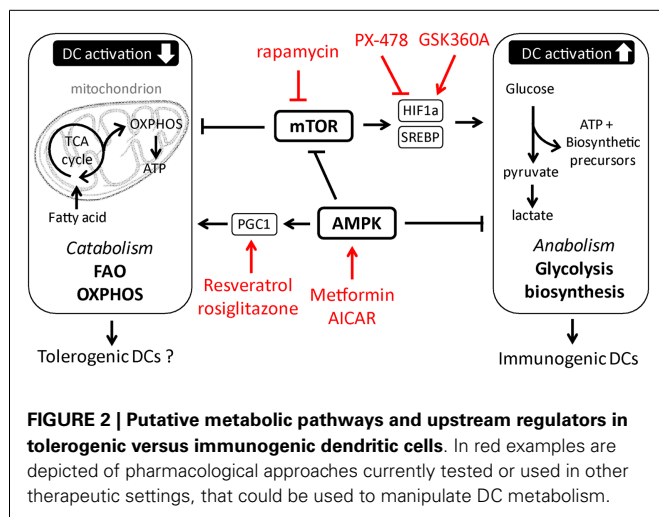 DC activation
mitochondrion
TCA
cycle
OXPHOS
ATP
Fatty acid
Catabolism
FAO
OXPHOS
Tolerogenic DCs ?
rapamycin
PX-478
GSK360A
mTOR
HIF1a
SREBP
PGC1
AMPK
Resveratrol
rosiglitazone
Metformin
AICAR
DC activation
Glucose
ATP +
Biosynthetic
precursors
pyruvate
lactate
Anabolism
Glycolysis
biosynthesis
Immunogenic DCs
FIGURE 2 | Putative metabolic pathways and upstream regulators in
tolerogenic versus immunogenic dendritic cells. In red examples are
depicted of pharmacological approaches currently tested or used in other
therapeutic settings, that could be used to manipulate DC metabolism.